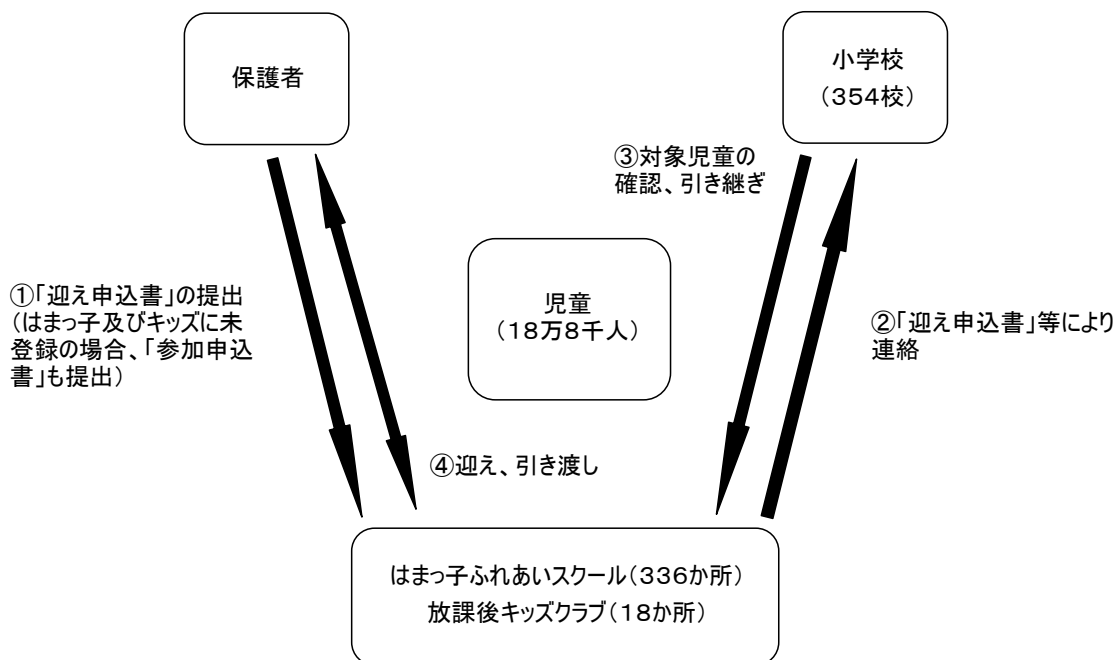 保護者
小学校
（３５４校）
③対象児童の
確認、引き継ぎ
児童
（１８万８千人）
①「迎え申込書」の提出
（はまっ子及びキッズに未
登録の場合、「参加申込
書」も提出）
②「迎え申込書」等により
連絡
④迎え、引き渡し
はまっ子ふれあいスクール（３３６か所）
放課後キッズクラブ（１８か所）